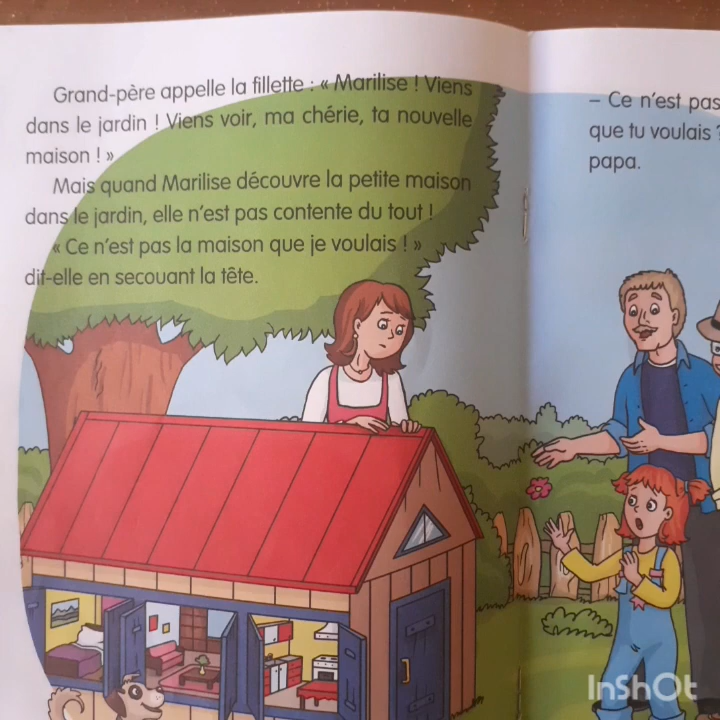 Grand-père appelle la fillette : « Marilise ! Viens
dans le jardin ! Viens voir, ma chérie, ta nouvelle
maison ! »
Mais quand Marilise découvre la petite maison
dans le jardin, elle n'est pas contente du tout !
« Ce n'est pas la maison que je voulais ! »
dit-elle en secouant la tête.
– Ce n'est pas
que tu voulais ?
papa.
InShOt